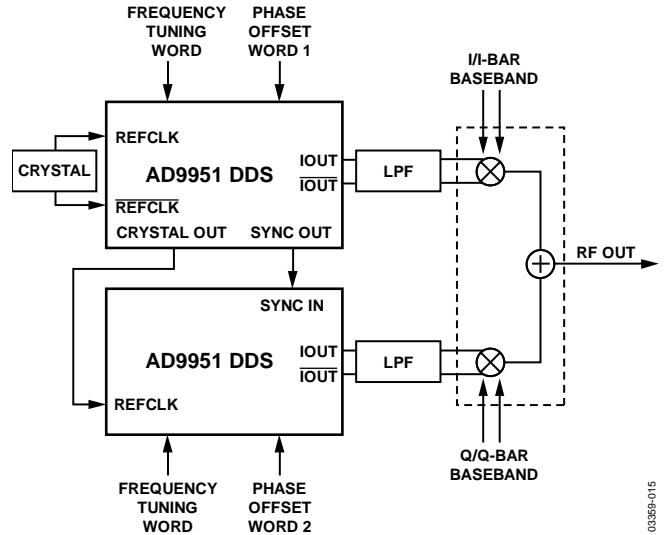 FREQUENCY
TUNING
WORD
PHASE
OFFSET
WORD 1
I/I-BAR
BASEBAND
CRYSTAL
REFCLK
AD9951 DDS
REFCLK
IOUT
IOUT
CRYSTAL OUT
SYNC OUT
LPF
RF OUT
SYNC IN
AD9951 DDS
REFCLK
IOUT
IOUT
LPF
Q/Q-BAR
BASEBAND
FREQUENCY
TUNING
WORD
PHASE
OFFSET
WORD 2
03359-015